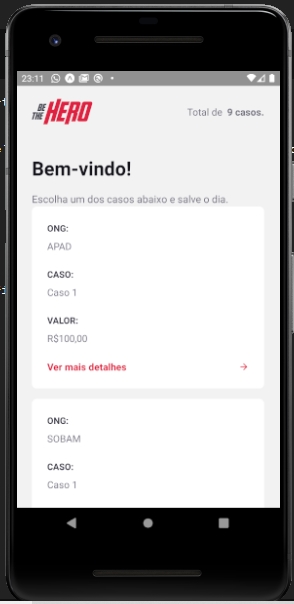 23:11
BE
THE
HERO
Total de 9 casos.
Bem-vindo!
Escolha um dos casos abaixo e salve o dia.
ONG:
APAD
CASO:
Caso 1
VALOR:
R$100,00
Ver mais detalhes
ONG:
SOBAM
CASO:
Caso 1